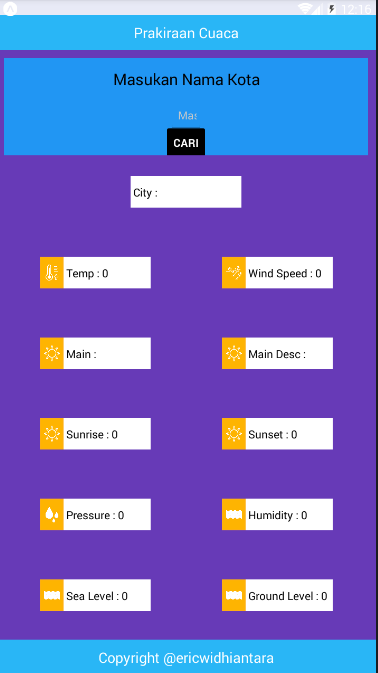 12:16
Prakiraan Cuaca
Masukan Nama Kota
CARI
City :
Temp : 0
Wind Speed : 0
Main :
Main Desc :
Sunrise : 0
Sunset : 0
Pressure : 0
Humidity : 0
Sea Level : 0
Ground Level : 0
Copyright @ericwidhiantara